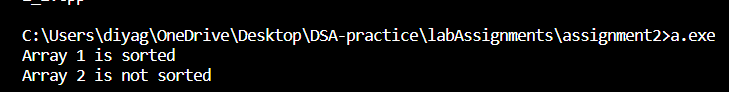 C:\Users\diyag\OneDrive\Desktop\DSA-practice\labAssignments\assignment2>a.exe
Array 1 is sorted
Array 2 is not sorted